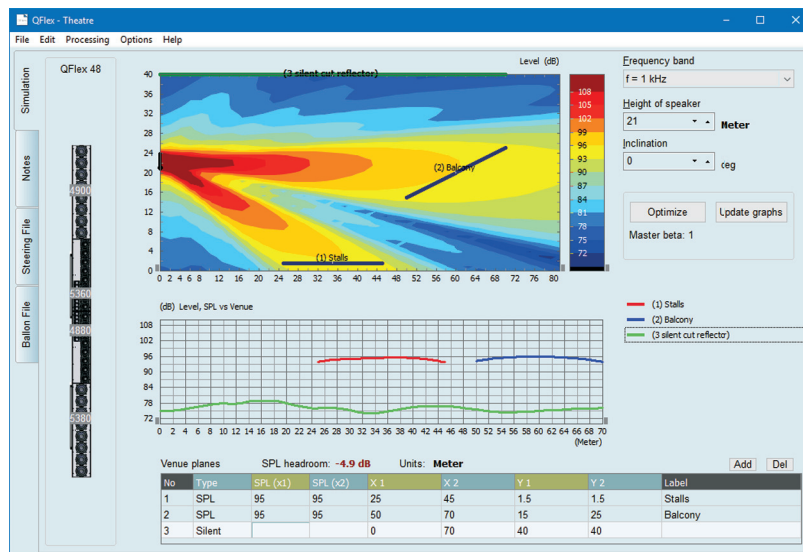 QFlex - Theatre
File Edit Processing Options Help
Simulation
Notes
Steering File
Ballon File
QFlex 48
4900
5360
4880
5380
Level (dB)
(3 silent cut reflector)
(2) Balcony
(1) Stalls
40
36
32
28
24
20
16
12
8
4
0
0 2 4 6 8 12 16 20 24 28 32 36 40 44 48 52 56 60 64 68 72 76 80
108
105
102
99
96
93
90
87
84
81
78
75
72
Frequency band
f = 1 kHz
Height of speaker
21 Meter
Inclination
0 ceg
Optimize Update graphs
Master beta: 1
(dB) Level, SPL vs Venue
108
102
96
90
84
78
72
0 2 4 6 8 10 12 14 16 18 20 22 24 26 28 30 32 34 36 38 40 42 44 46 48 50 52 54 56 58 60 62 64 66 68 70
(Meter)
(1) Stalls
(2) Balcony
(3 silent cut reflector)
Venue planes SPL headroom: -4.9 dB Units: Meter Add Del
No Type SPL (x1) SPL (x2) X 1 X 2 Y 1 Y 2 Label
1 SPL 95 95 25 45 1.5 1.5 Stalls
2 SPL 95 95 50 70 15 25 Balcony
3 Silent 0 70 40 40